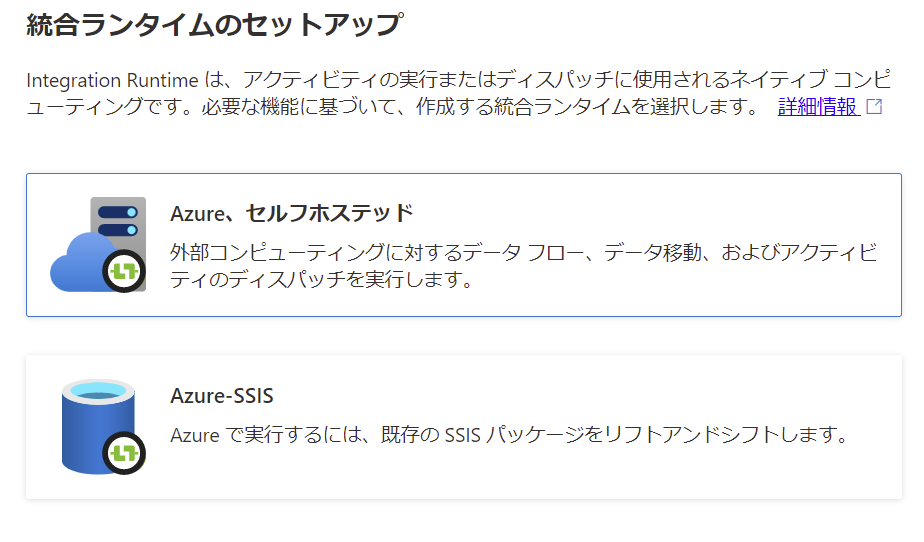 統合ランタイムのセットアップ
Integration Runtime は、アクティビティの実行またはディスパッチに使用されるネイティブ コンピ
ューティングです。必要な機能に基づいて、作成する統合ランタイムを選択します。 詳細情報
Azure、セルフホステッド
外部コンピューティングに対するデータ フロー、データ移動、およびアクティビ
ティのディスパッチを実行します。
Azure-SSIS
Azure で実行するには、既存の SSIS パッケージをリフトアンドシフトします。